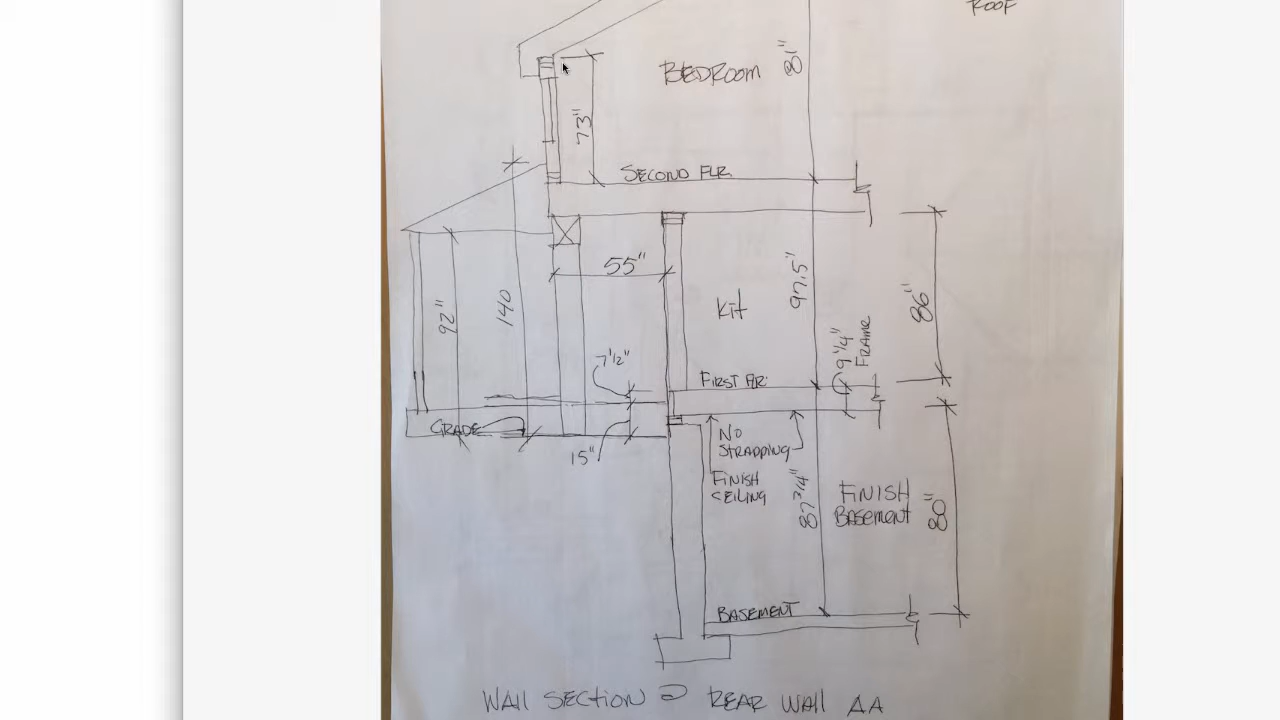 ROOF
BEDROOM
81"
73"
SECOND FLR.
55"
92"
140
Kit
97.5"
86"
9 1/4"
FRAME
7 1/2"
FIRST FLR.
GRADE
15"
NO
STRAPPING
FINISH
CEILING
87 3/4"
FINISH
BASEMENT
80"
BASEMENT
WALL SECTION @ REAR WALL AA